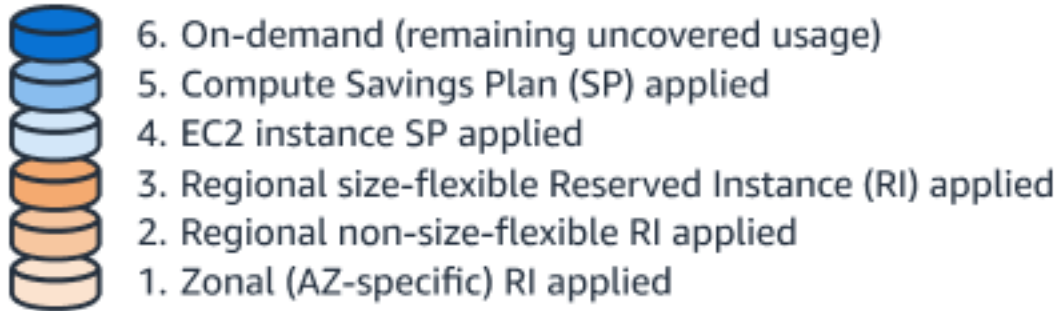 6. On-demand (remaining uncovered usage)
5. Compute Savings Plan (SP) applied
4. EC2 instance SP applied
3. Regional size-flexible Reserved Instance (RI) applied
2. Regional non-size-flexible RI applied
1. Zonal (AZ-specific) RI applied